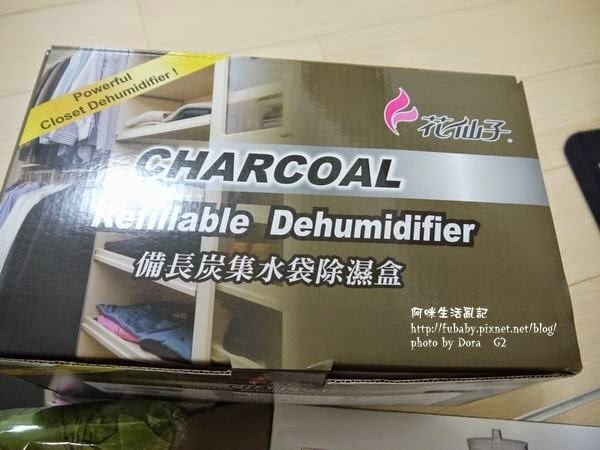 Powerful
Closet Dehumidifier !
花仙子®
CHARCOAL
Refillable Dehumidifier
備長炭集水袋除濕盒
阿咪生活亂記
http://fubaby.pixnet.net/blog/
photo by Dora G2